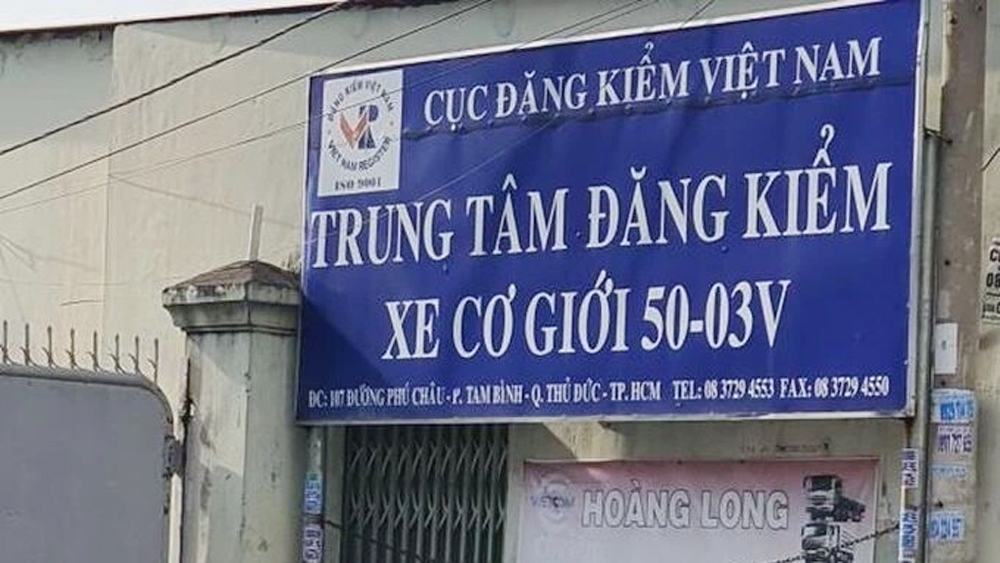 CỤC ĐĂNG KIỂM VIỆT NAM
ĐĂNG KIỂM VIỆT NAM
VR
VIETNAM REGISTER
ISO 9001
TRUNG TÂM ĐĂNG KIỂM
XE CƠ GIỚI 50-03V
ĐC: 107 ĐƯỜNG PHÚ CHÂU - P. TAM BÌNH - Q. THỦ ĐỨC - TP. HCM TEL: 08 3729 4553 FAX: 08 3729 4550
HOÀNG LONG